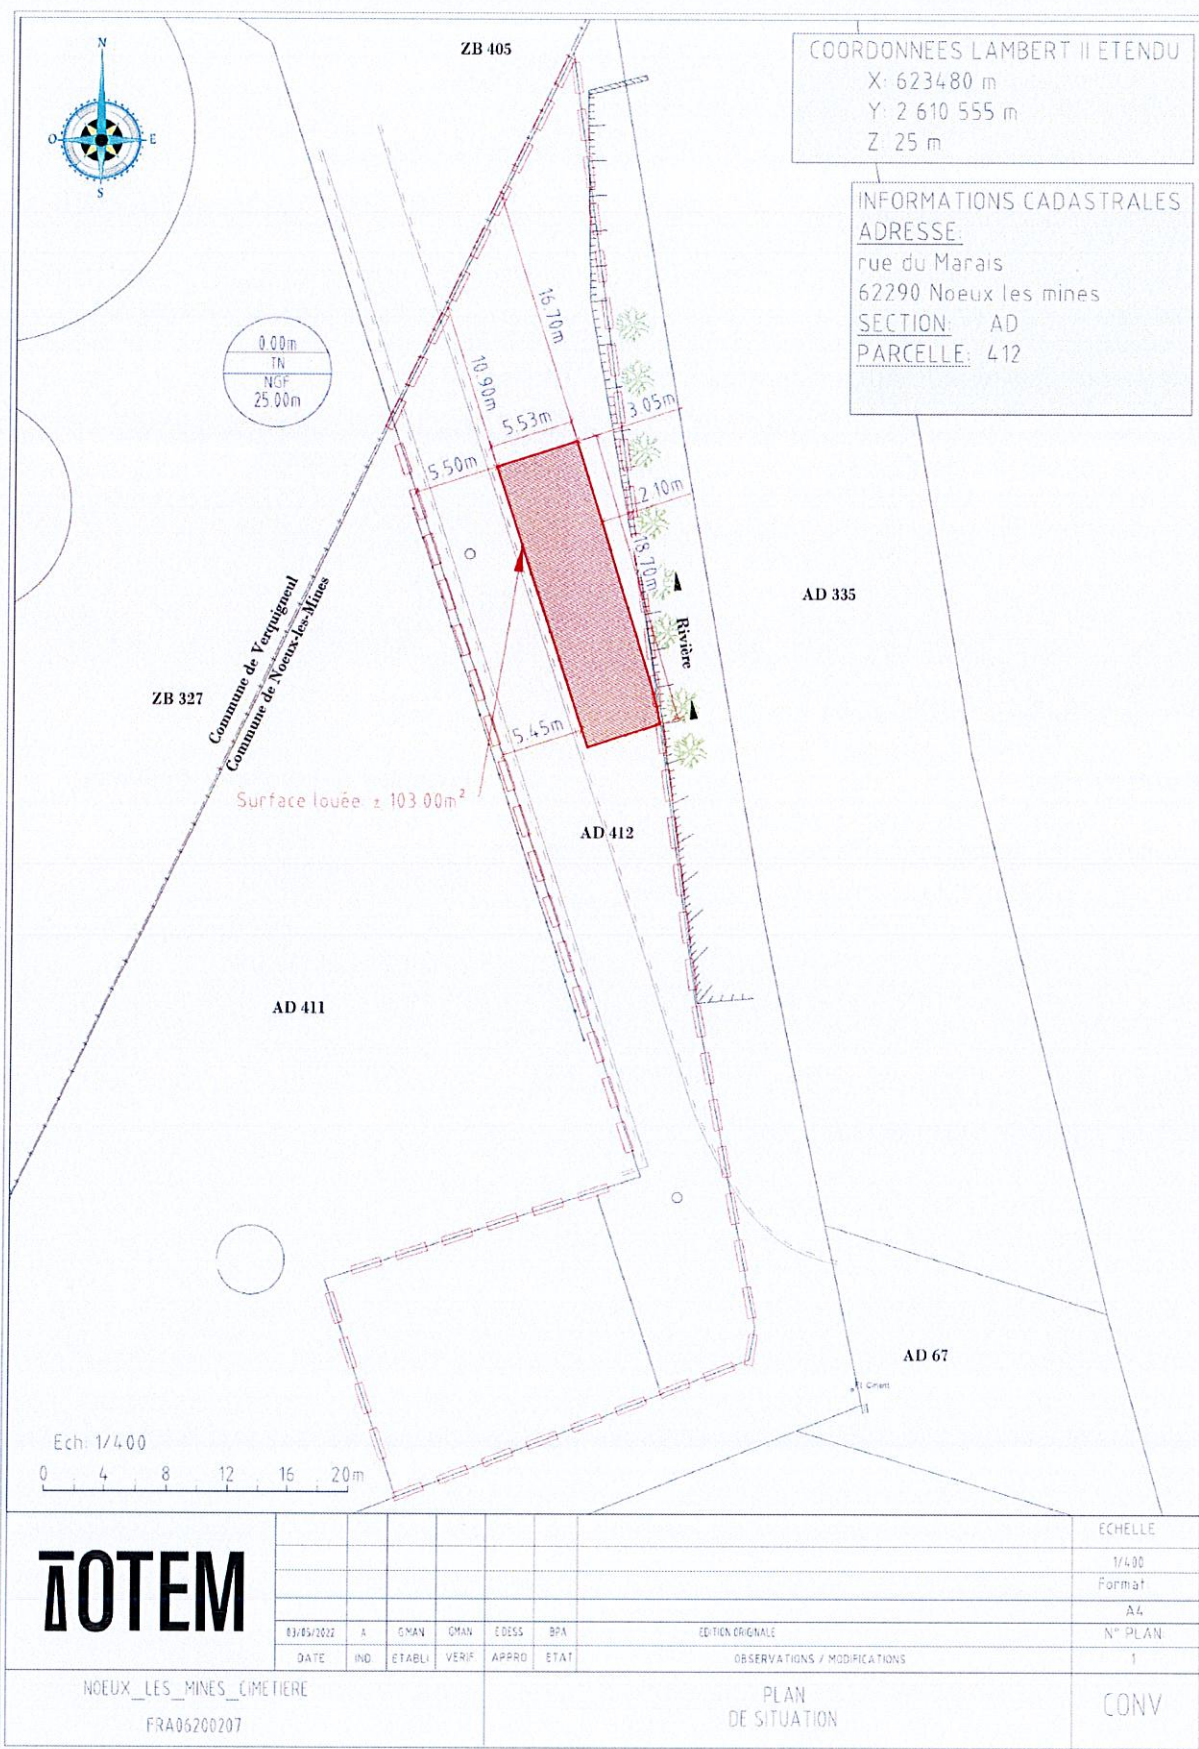 N
O
E
S
ZB 405
COORDONNEES LAMBERT II ETENDU
X: 623480 m
Y: 2 610 555 m
Z: 25 m
INFORMATIONS CADASTRALES
ADRESSE:
rue du Marais
62290 Noeux les mines
SECTION: AD
PARCELLE: 412
0.00m
TN
NGF
25.00m
16.70m
10.90m
5.53m
3.05m
5.50m
2.10m
18.70m
Rivière
AD 335
Commune de Verquigneul
Commune de Noeux-les-Mines
ZB 327
5.45m
Surface louée: ± 103.00m²
AD 412
AD 411
AD 67
Ech: 1/400
0 4 8 12 16 20m
TOTEM
ECHELLE
1/400
Format
A4
N° PLAN
1
03/05/2022 A GMAN GMAN EDESS BPA EDITION ORIGINALE
DATE IND ETABLI VERIF APPRO ETAT OBSERVATIONS / MODIFICATIONS
NOEUX_LES_MINES_CIMETIERE
FRA06200207
PLAN
DE SITUATION
CONV